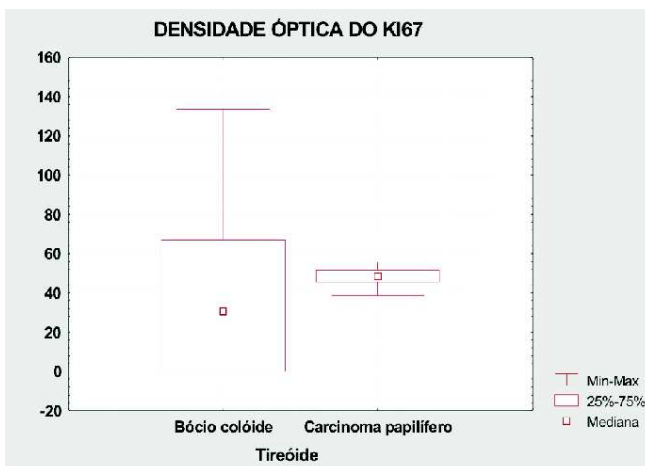 DENSIDADE ÓPTICA DO KI67
160
140
120
100
80
60
40
20
0
-20
Bócio colóide
Carcinoma papilífero
Tireóide
Min-Max
25%-75%
Mediana